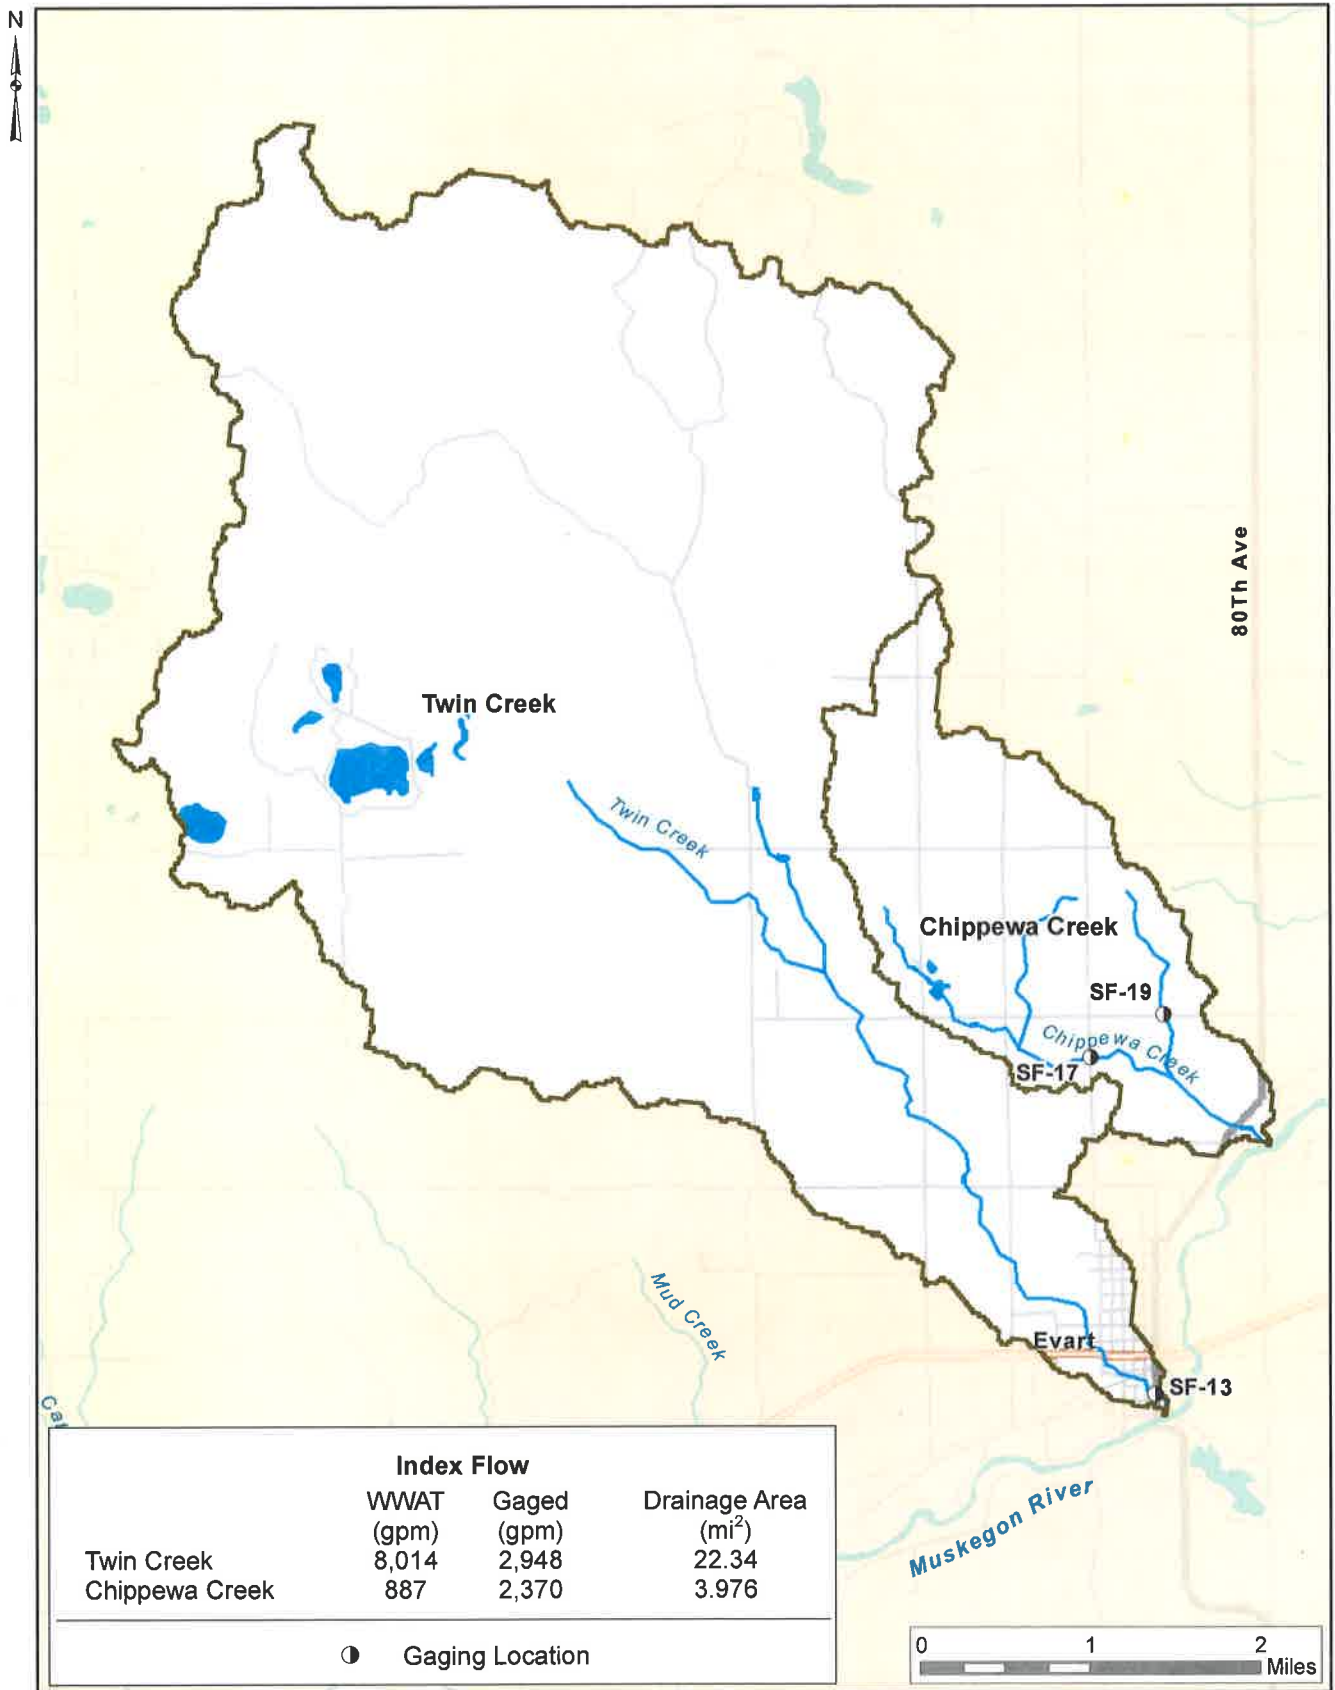 N
80Th Ave
Twin Creek
Twin Creek
Chippewa Creek
SF-19
Chippewa Creek
SF-17
Mud Creek
Evart
SF-13
Muskegon River
Index Flow
WWAT Gaged Drainage Area
(gpm) (gpm) (mi²)
Twin Creek 8,014 2,948 22.34
Chippewa Creek 887 2,370 3.976
Gaging Location
0 1 2
Miles